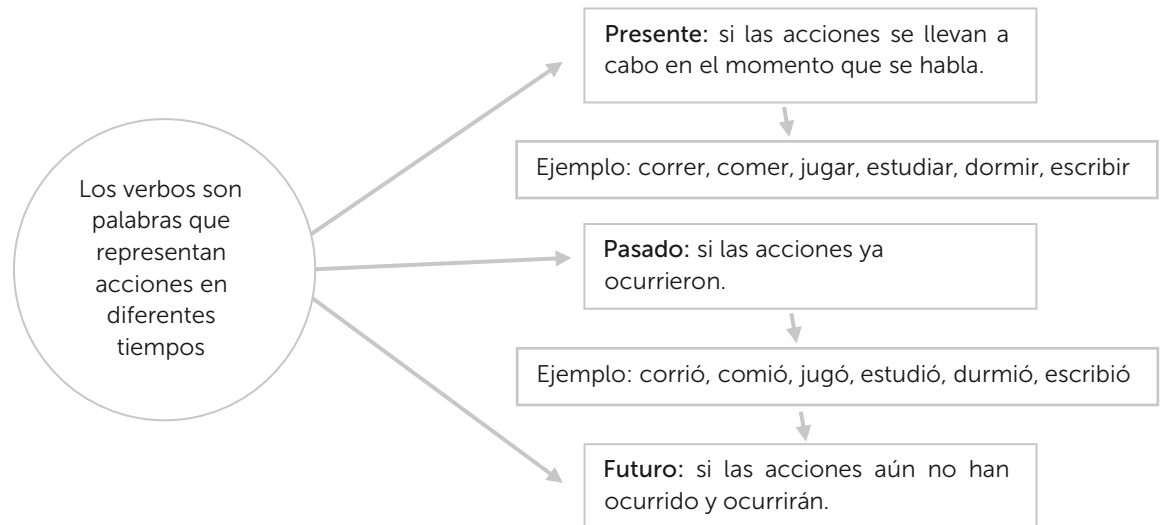 Los verbos son
palabras que
representan
acciones en
diferentes
tiempos
Presente: si las acciones se llevan a
cabo en el momento que se habla.
Ejemplo: correr, comer, jugar, estudiar, dormir, escribir
Pasado: si las acciones ya
ocurrieron.
Ejemplo: corrió, comió, jugó, estudió, durmió, escribió
Futuro: si las acciones aún no han
ocurrido y ocurrirán.